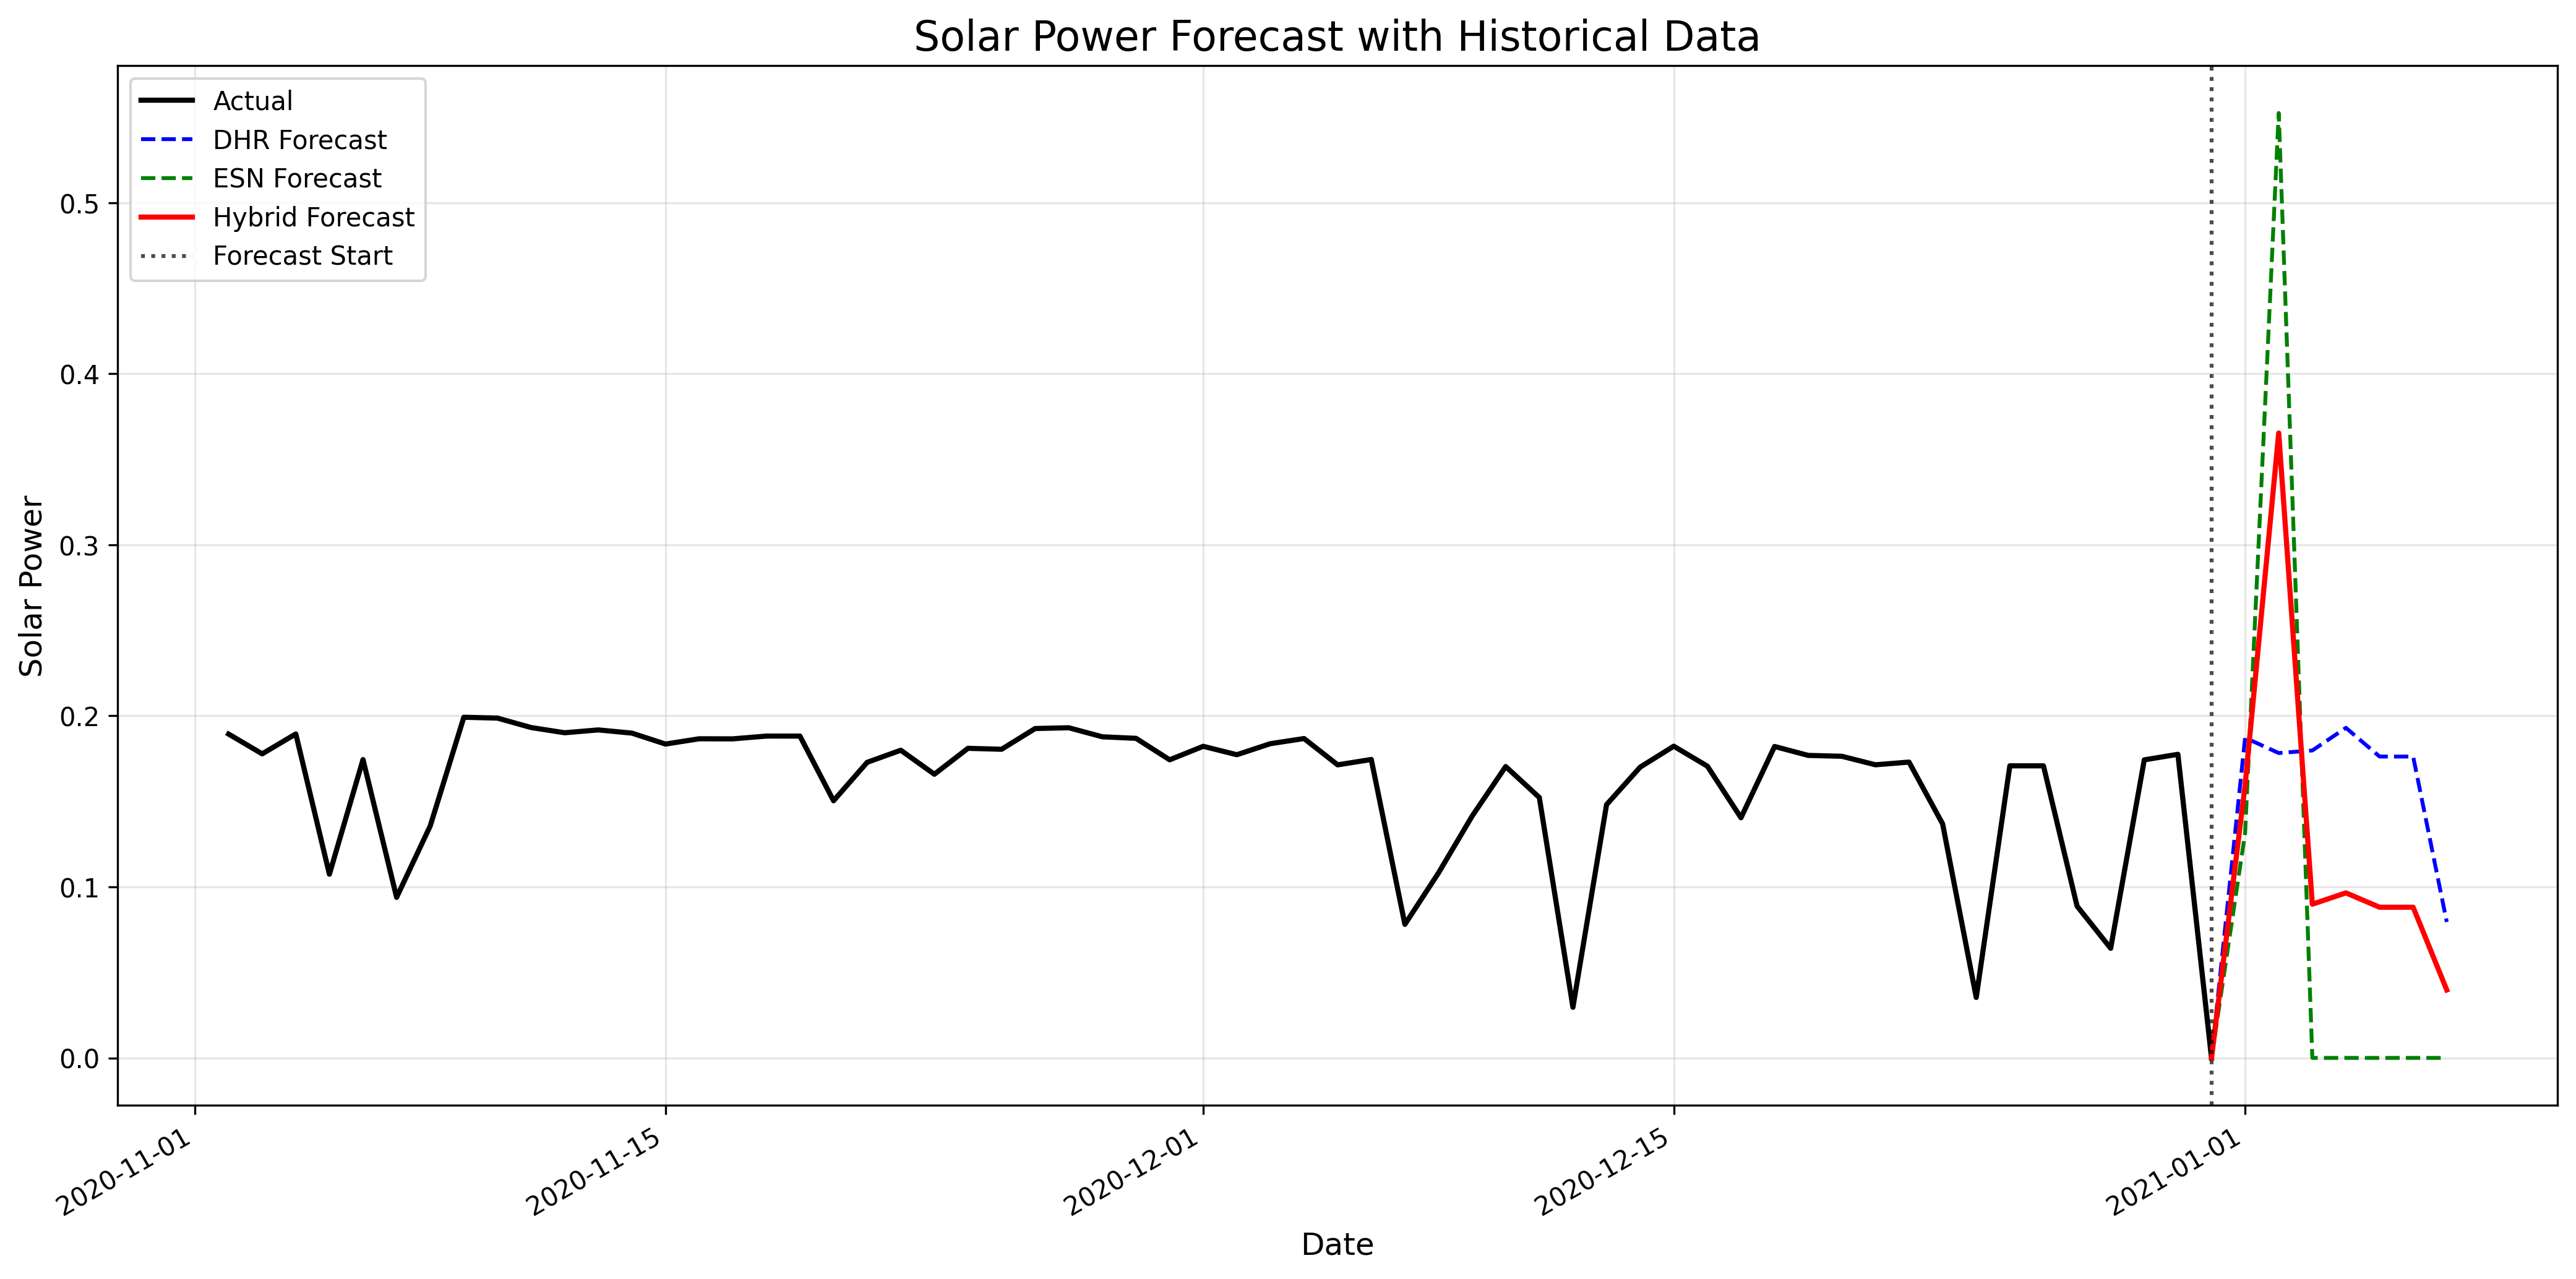 Solar Power Forecast with Historical Data
Actual
DHR Forecast
ESN Forecast
Hybrid Forecast
Forecast Start
Solar Power
0.5
0.4
0.3
0.2
0.1
0.0
2020-11-01
2020-11-15
2020-12-01
2020-12-15
2021-01-01
Date